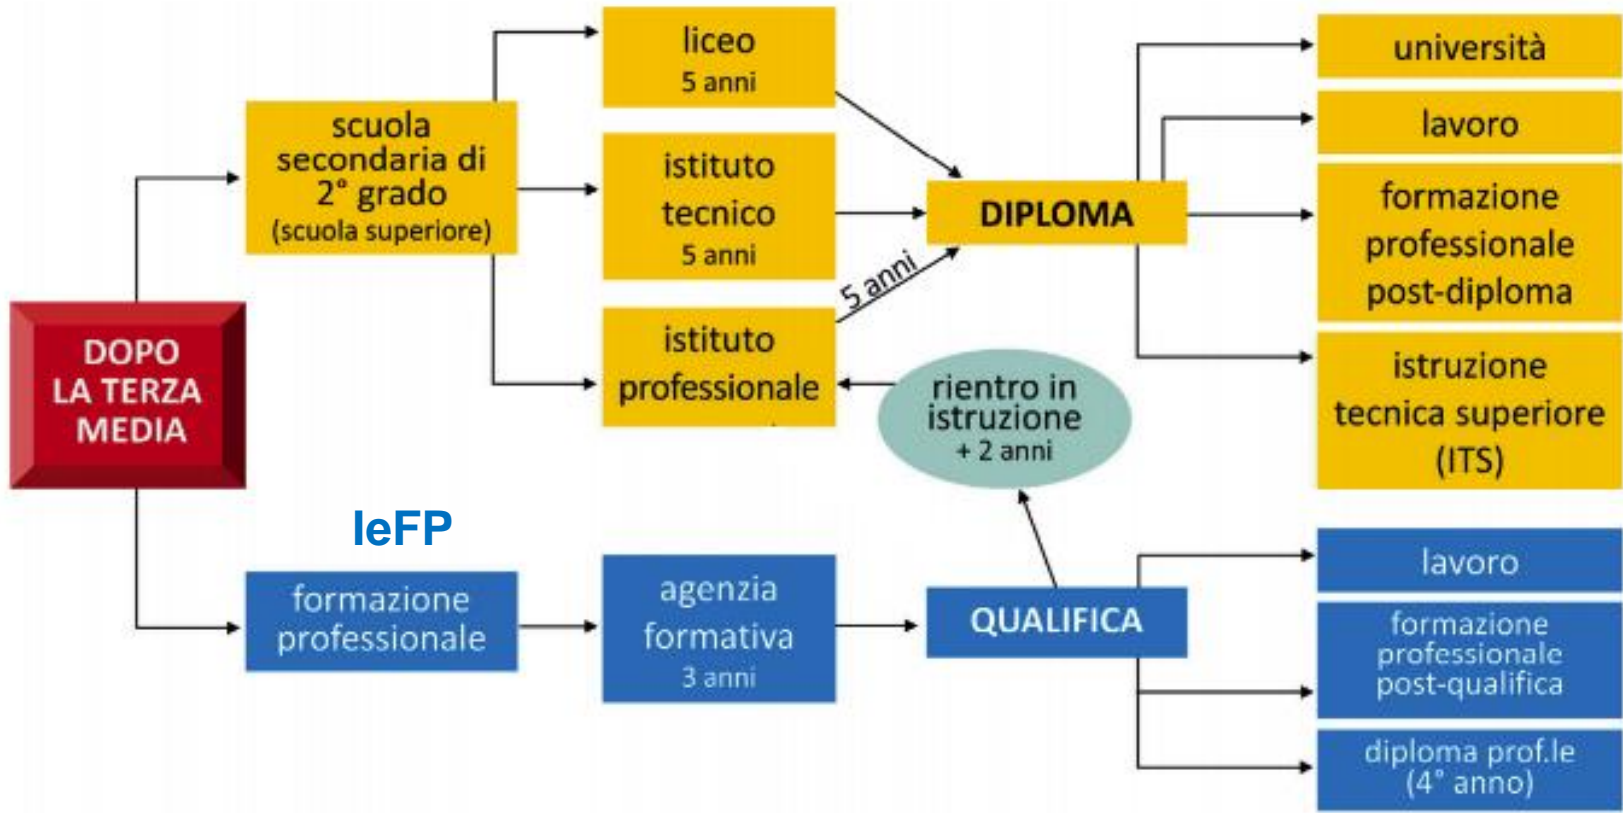 DOPO
LA TERZA
MEDIA
scuola
secondaria di
2° grado
(scuola superiore)
liceo
5 anni
istituto
tecnico
5 anni
istituto
professionale
5 anni
DIPLOMA
università
lavoro
formazione
professionale
post-diploma
istruzione
tecnica superiore
(ITS)
rientro in
istruzione
+ 2 anni
IeFP
formazione
professionale
agenzia
formativa
3 anni
QUALIFICA
lavoro
formazione
professionale
post-qualifica
diploma prof.le
(4° anno)